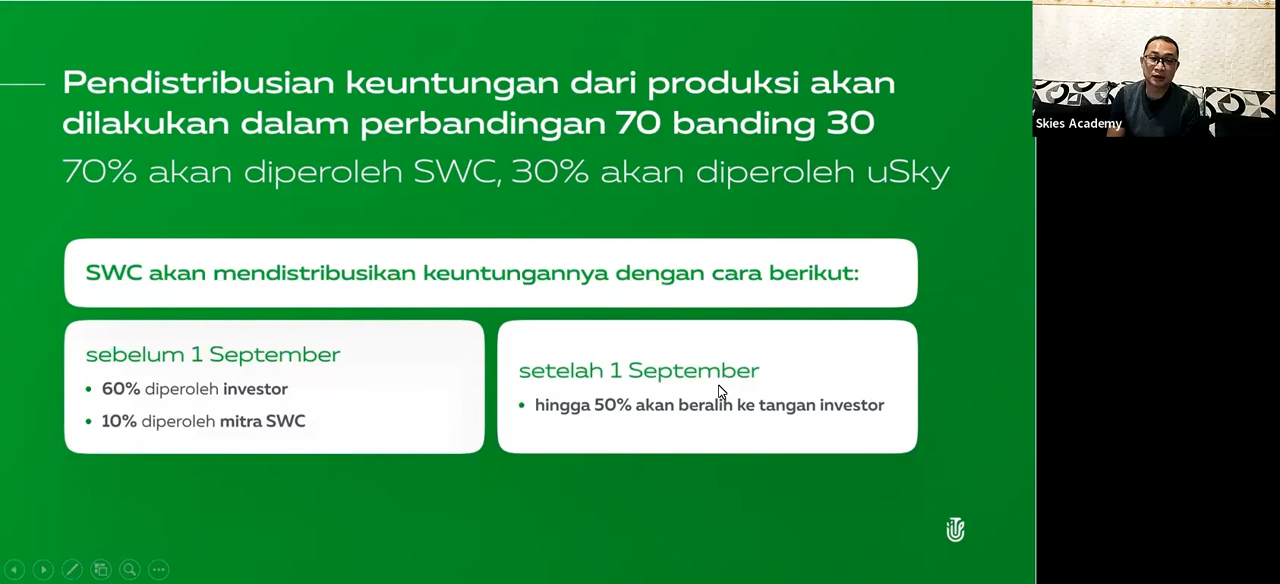 Pendistribusian keuntungan dari produksi akan
dilakukan dalam perbandingan 70 banding 30
70% akan diperoleh SWC, 30% akan diperoleh uSky
SWC akan mendistribusikan keuntungannya dengan cara berikut:
sebelum 1 September
• 60% diperoleh investor
• 10% diperoleh mitra SWC
setelah 1 September
• hingga 50% akan beralih ke tangan investor
Skies Academy